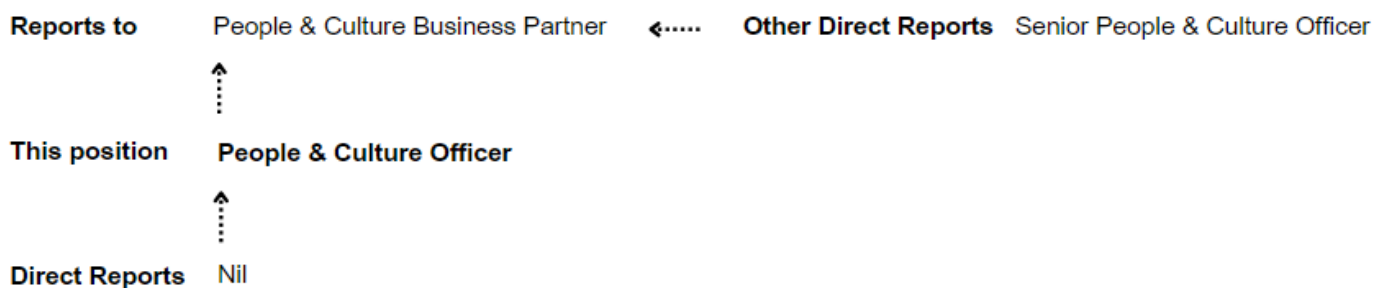 Reports to People & Culture Business Partner Other Direct Reports Senior People & Culture Officer
This position People & Culture Officer
Direct Reports Nil